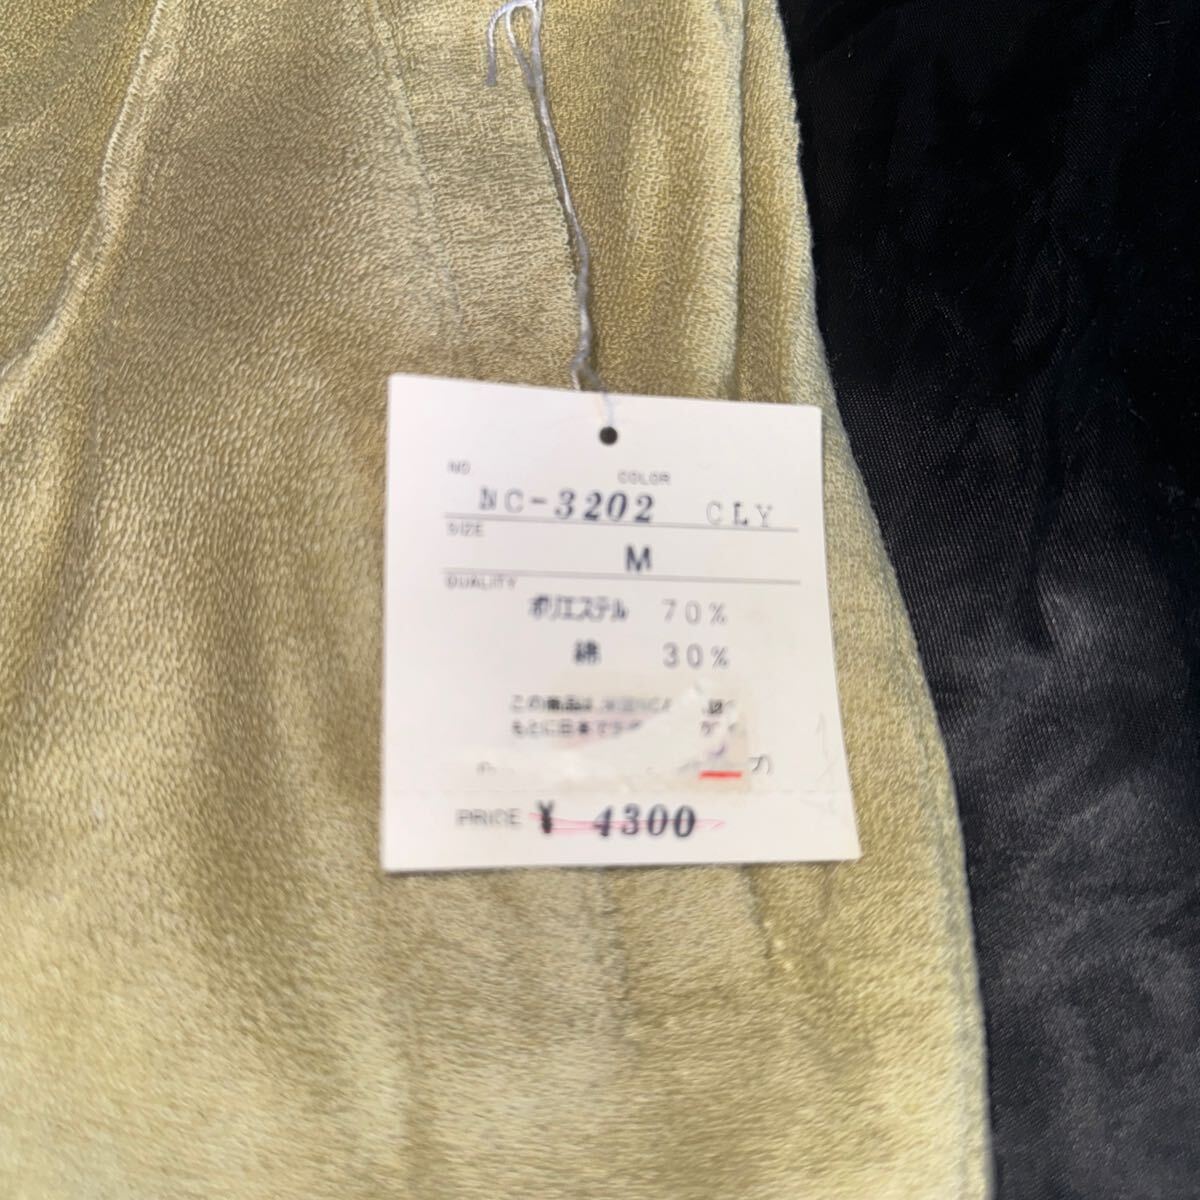 NO COLOR
NC-3202 CLY
SIZE
M
QUALITY
ポリエステル 70%
綿 30%
この商品は
もとに日本で
プ)
PRICE ¥ 4300